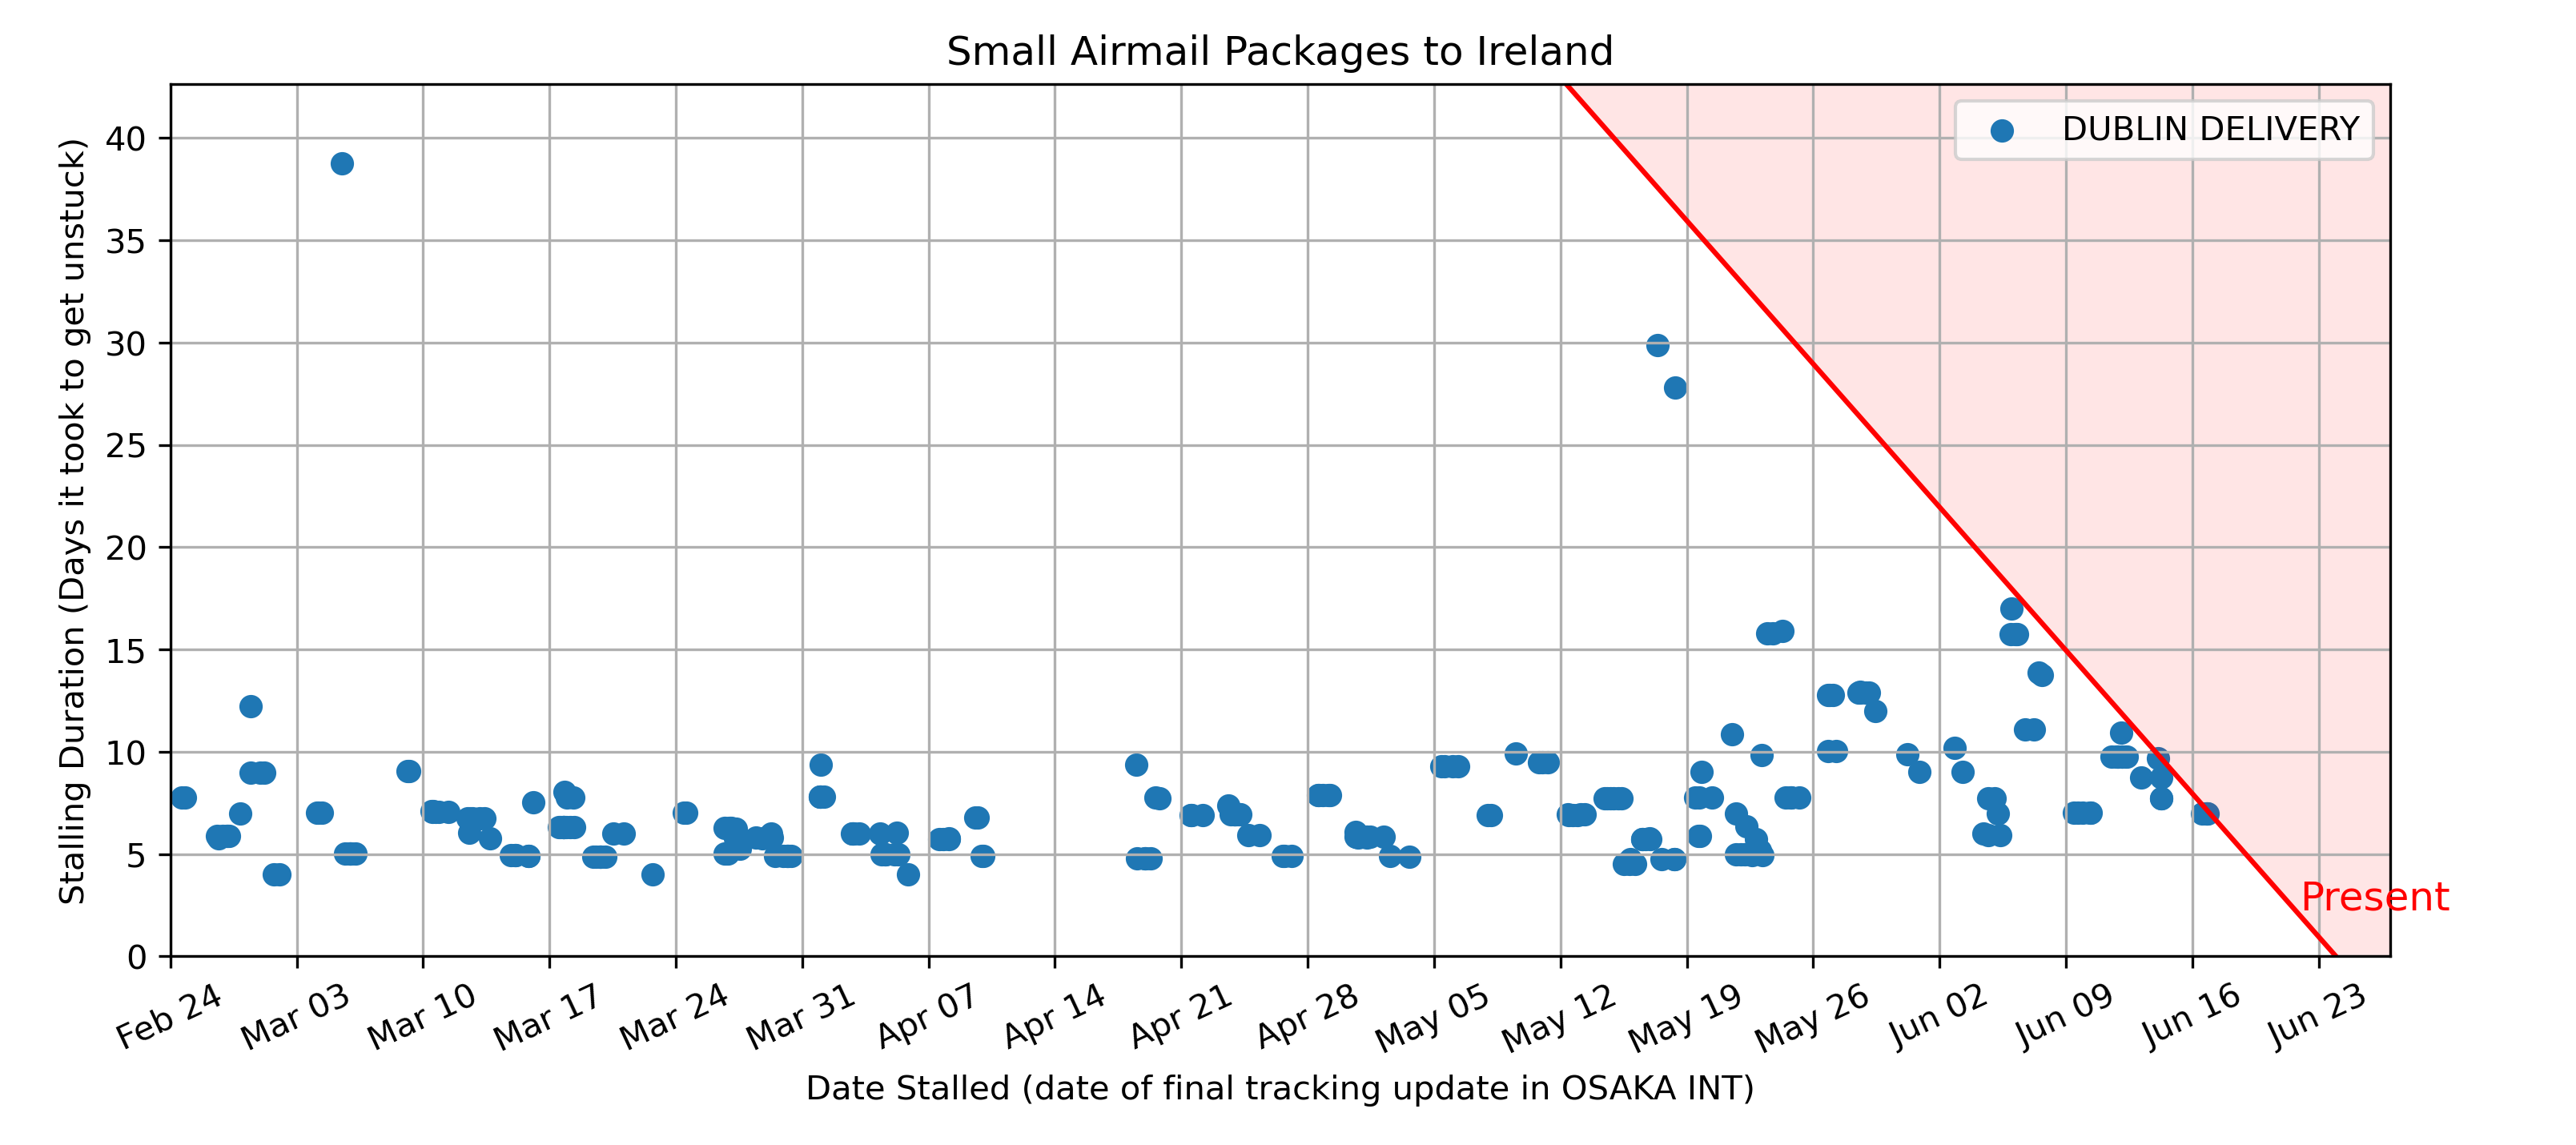 Small Airmail Packages to Ireland
DUBLIN DELIVERY
Stalling Duration (Days it took to get unstuck)
40
35
30
25
20
15
10
5
0
Present
Feb 24 Mar 03 Mar 10 Mar 17 Mar 24 Mar 31 Apr 07 Apr 14 Apr 21 Apr 28 May 05 May 12 May 19 May 26 Jun 02 Jun 09 Jun 16 Jun 23
Date Stalled (date of final tracking update in OSAKA INT)